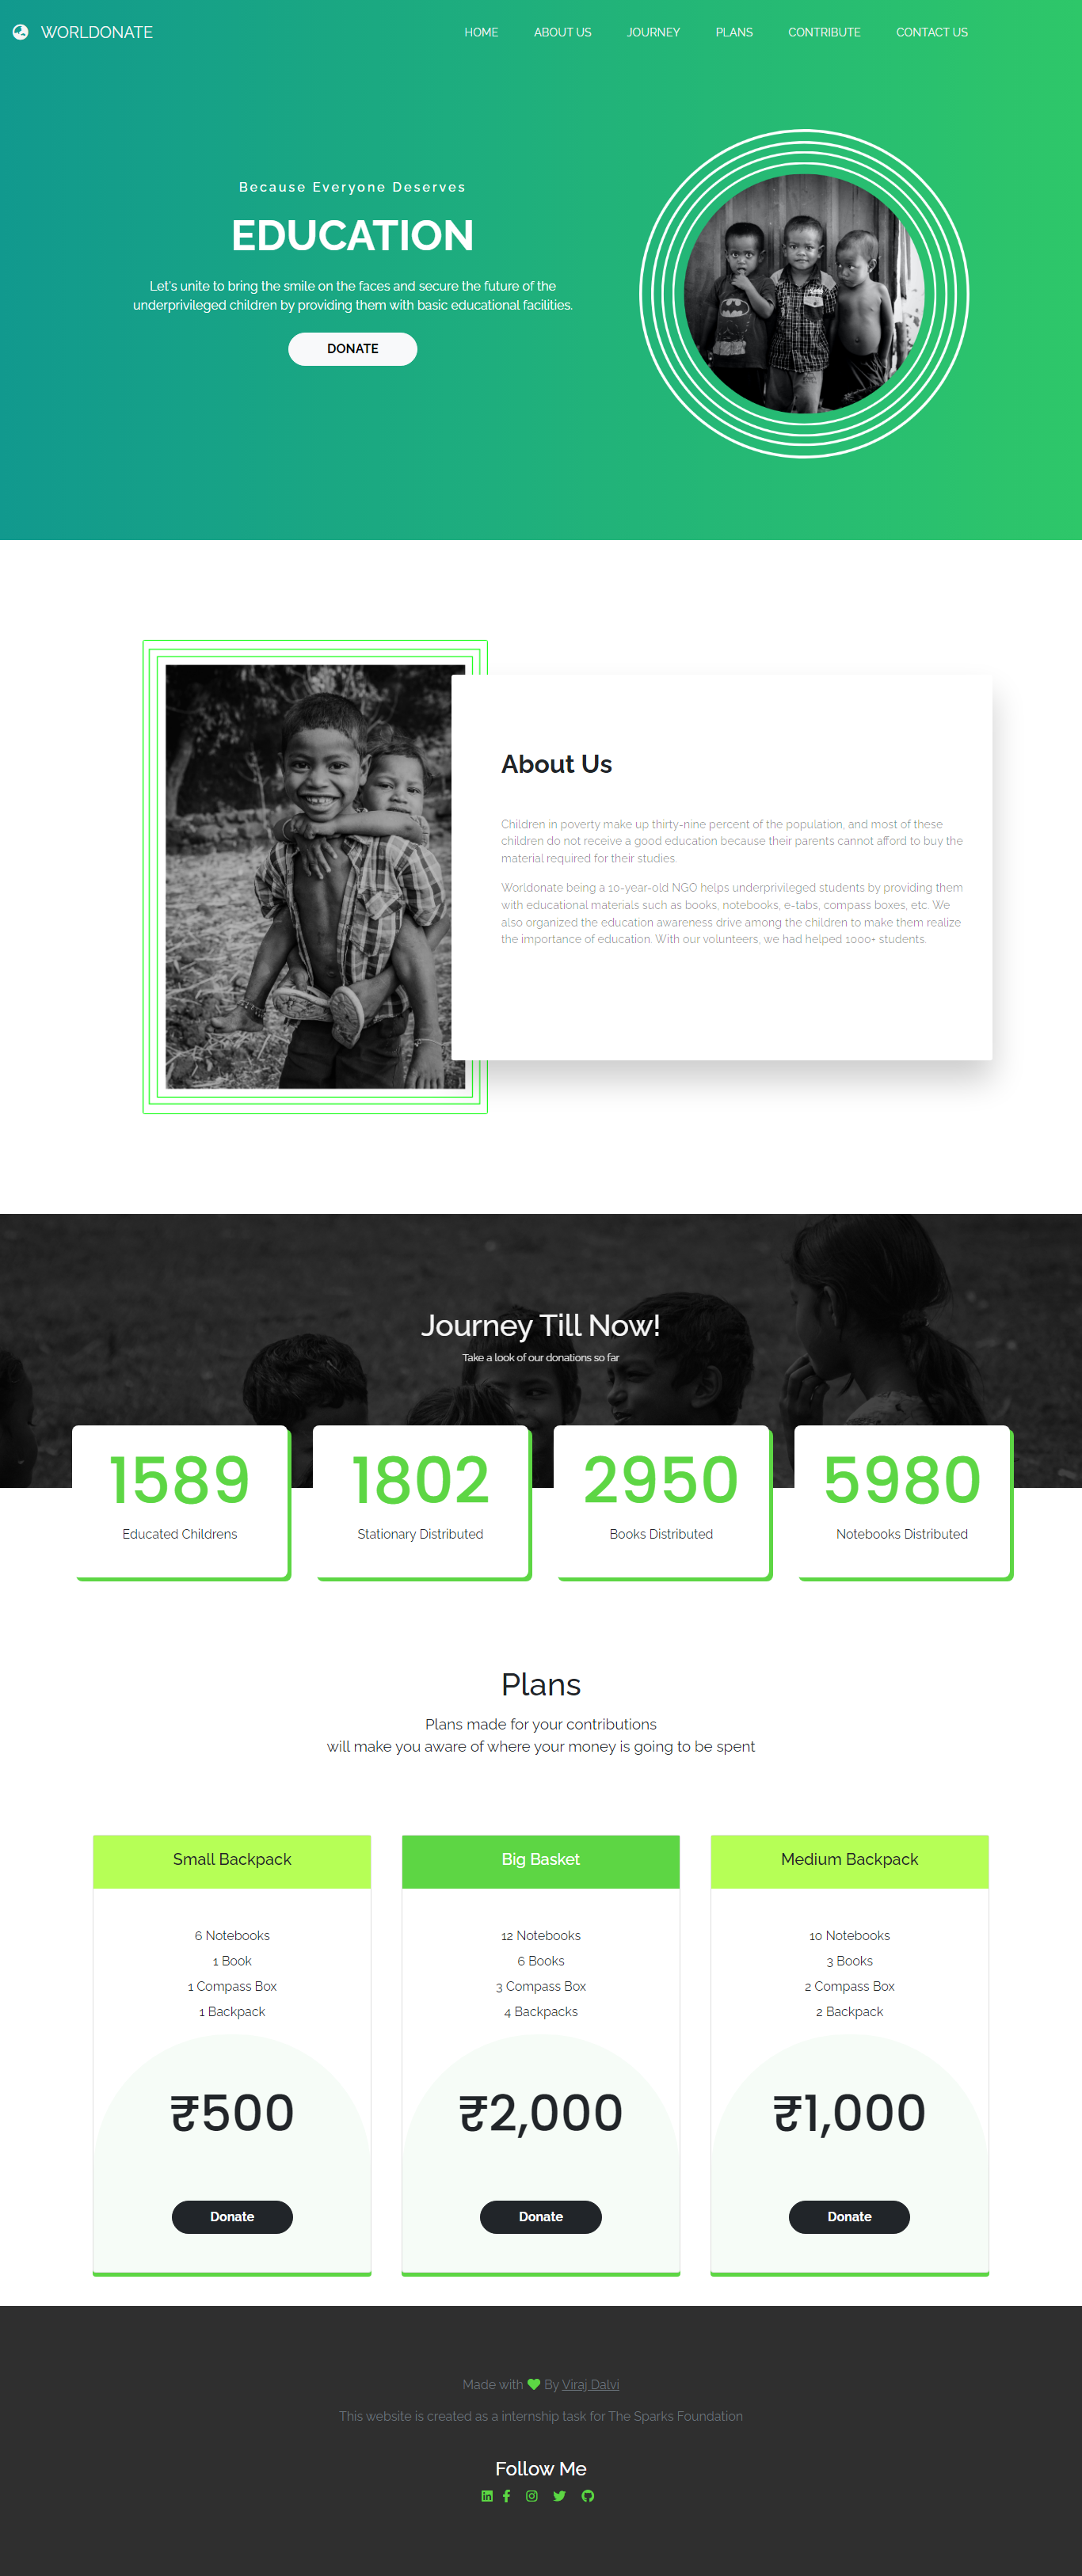 WORLDONATE
HOME ABOUT US JOURNEY PLANS CONTRIBUTE CONTACT US
Because Everyone Deserves
EDUCATION
Let's unite to bring the smile on the faces and secure the future of the
underprivileged children by providing them with basic educational facilities.
DONATE
About Us
Children in poverty make up thirty-nine percent of the population, and most of these
children do not receive a good education because their parents cannot afford to buy the
material required for their studies.
Worldonate being a 10-year-old NGO helps underprivileged students by providing them
with educational materials such as books, notebooks, e-tabs, compass boxes, etc. We
also organized the education awareness drive among the children to make them realize
the importance of education. With our volunteers, we had helped 1000+ students.
Journey Till Now!
Take a look of our donations so far
1589
Educated Childrens
1802
Stationary Distributed
2950
Books Distributed
5980
Notebooks Distributed
Plans
Plans made for your contributions
will make you aware of where your money is going to be spent
Small Backpack
6 Notebooks
1 Book
1 Compass Box
1 Backpack
₹500
Donate
Big Basket
12 Notebooks
6 Books
3 Compass Box
4 Backpacks
₹2,000
Donate
Medium Backpack
10 Notebooks
3 Books
2 Compass Box
2 Backpack
₹1,000
Donate
Made with By Viraj Dalvi
This website is created as a internship task for The Sparks Foundation
Follow Me